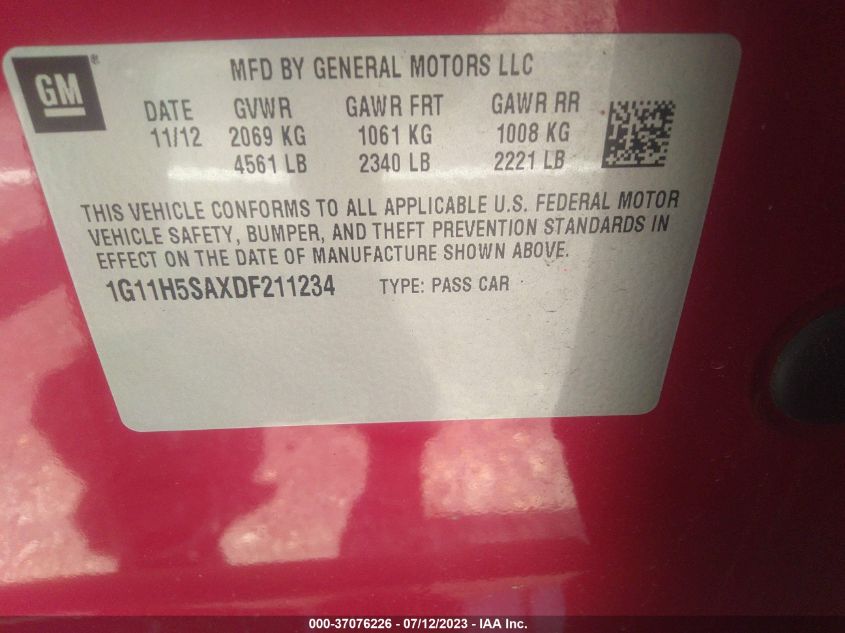 GM®
MFD BY GENERAL MOTORS LLC
DATE GVWR GAWR FRT GAWR RR
11/12 2069 KG 1061 KG 1008 KG
4561 LB 2340 LB 2221 LB
THIS VEHICLE CONFORMS TO ALL APPLICABLE U.S. FEDERAL MOTOR
VEHICLE SAFETY, BUMPER, AND THEFT PREVENTION STANDARDS IN
EFFECT ON THE DATE OF MANUFACTURE SHOWN ABOVE.
1G11H5SAXDF211234 TYPE: PASS CAR
000-37076226 - 07/12/2023 - IAA Inc.